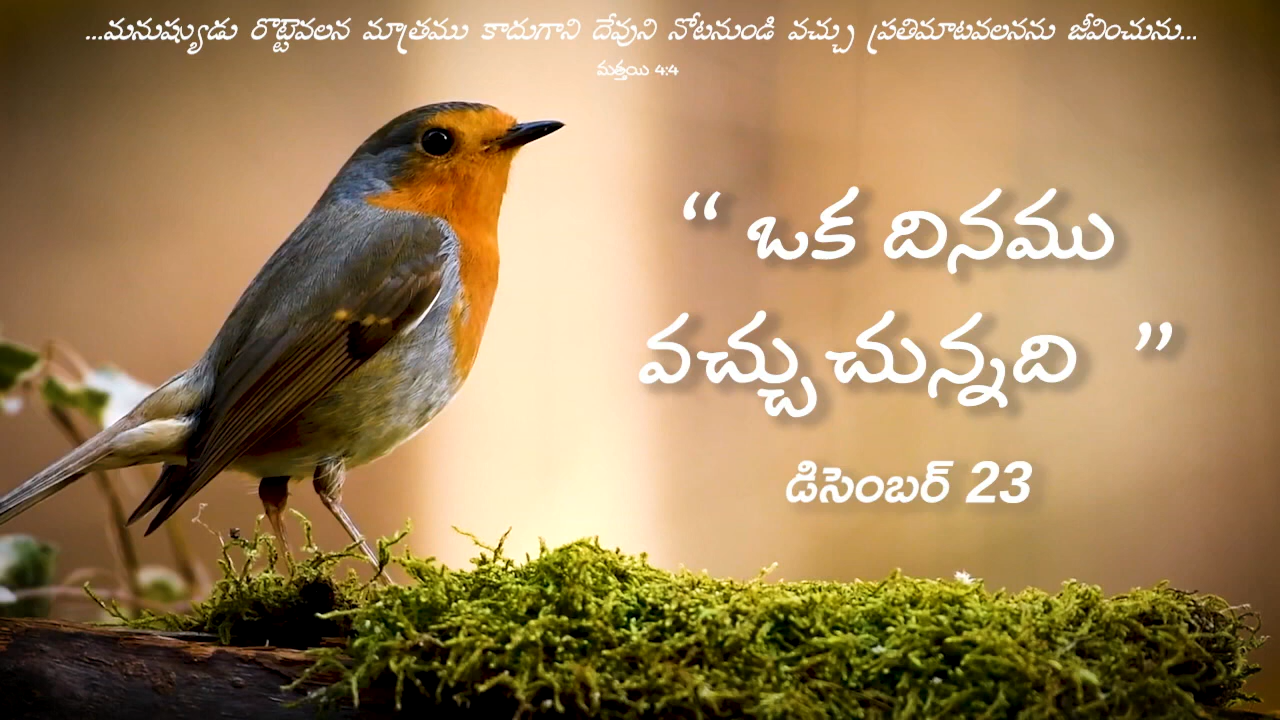 ...మనుష్యుడు రొట్టెవలన మాత్రము కాదుగాని దేవుని నోటనుండి వచ్చు ప్రతిమాటవలనను జీవించును...
మత్తయి 4:4
“ ఒక దినము
వచ్చుచున్నది ”
డిసెంబర్ 23